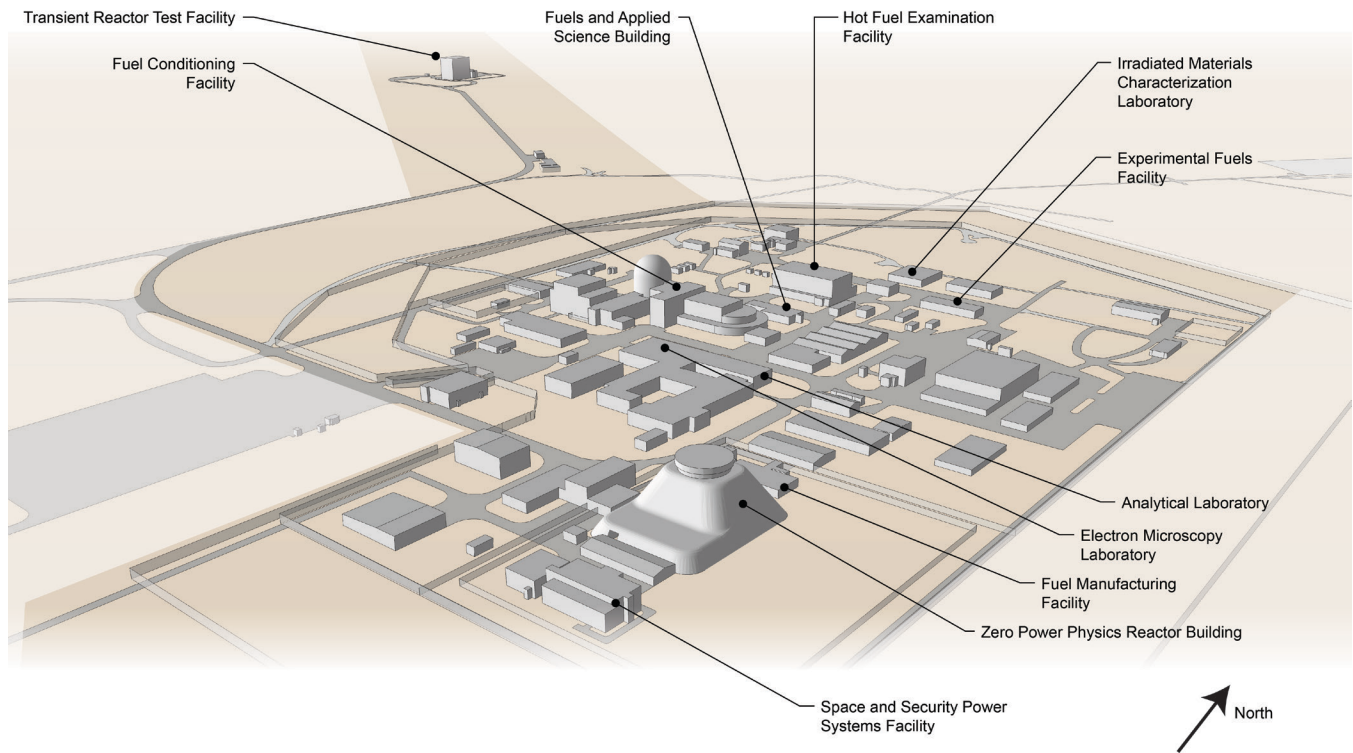 Transient Reactor Test Facility
Fuel Conditioning
Facility
Fuels and Applied
Science Building
Hot Fuel Examination
Facility
Irradiated Materials
Characterization
Laboratory
Experimental Fuels
Facility
Analytical Laboratory
Electron Microscopy
Laboratory
Fuel Manufacturing
Facility
Zero Power Physics Reactor Building
Space and Security Power
Systems Facility
North